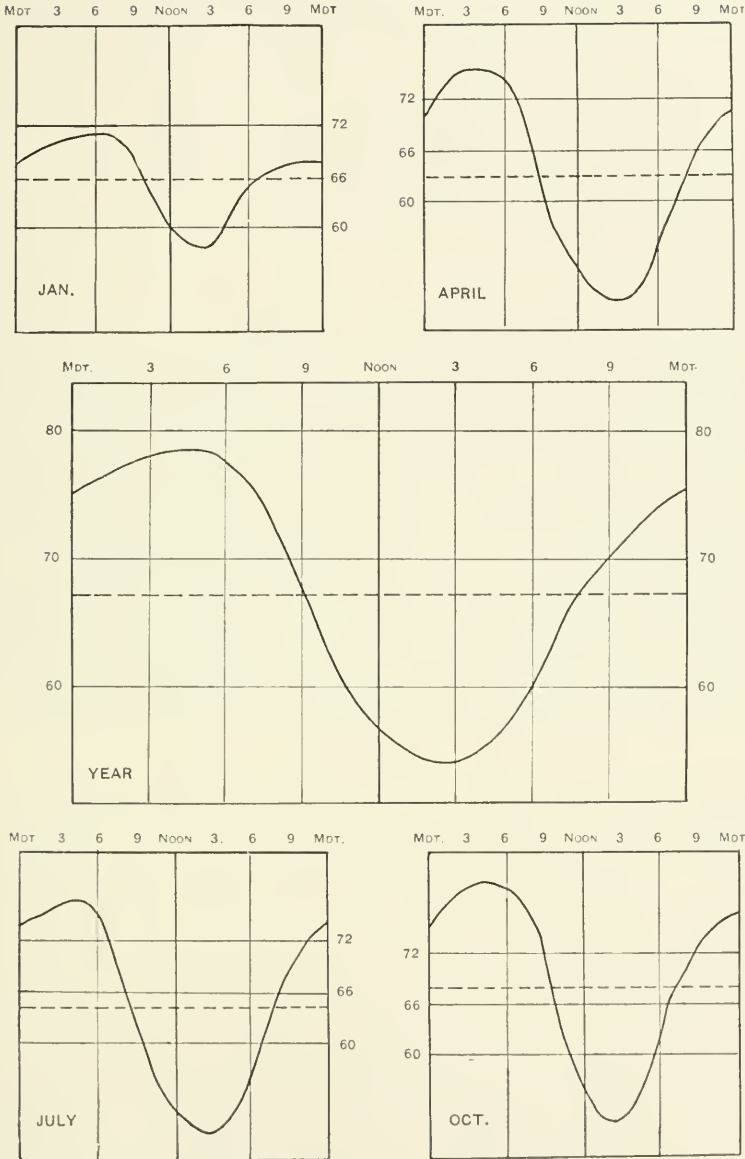 MDT 3 6 9 NOON 3 6 9 MDT
72
66
60
JAN.
MDT. 3 6 9 NOON 3 6 9 MDT
72
66
60
APRIL
MDT. 3 6 9 NOON 3 6 9 MDT-
80 80
70 70
60 60
YEAR
MDT 3 6 9 NOON 3. 6 9 MDT.
72
66
60
JULY
MDT. 3 6 9 NOON 3 6 9 MDT
72
66
60
OCT.